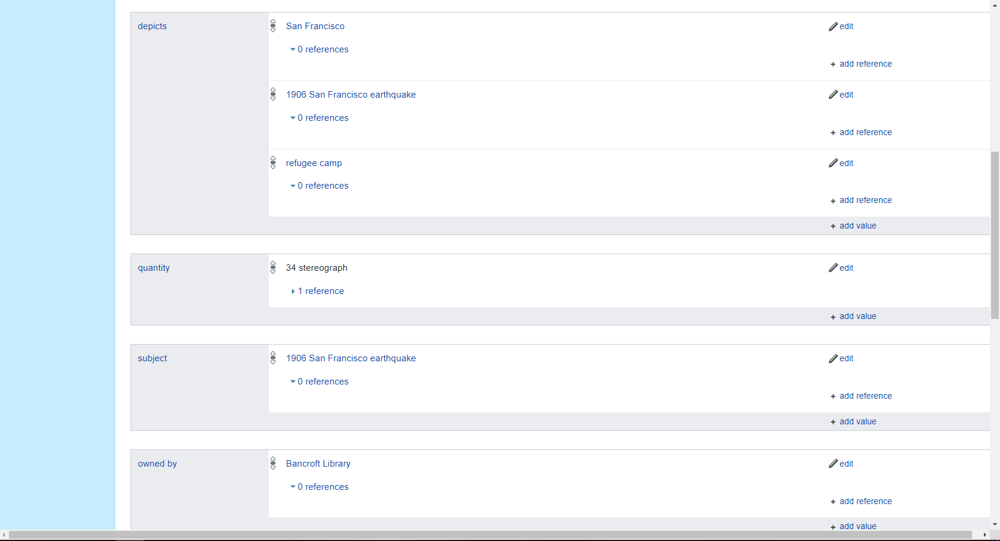 depicts
San Francisco
edit
0 references
+ add reference
1906 San Francisco earthquake
edit
0 references
+ add reference
refugee camp
edit
0 references
+ add reference
+ add value
quantity
34 stereograph
edit
1 reference
+ add value
subject
1906 San Francisco earthquake
edit
0 references
+ add reference
+ add value
owned by
Bancroft Library
edit
0 references
+ add reference
+ add value